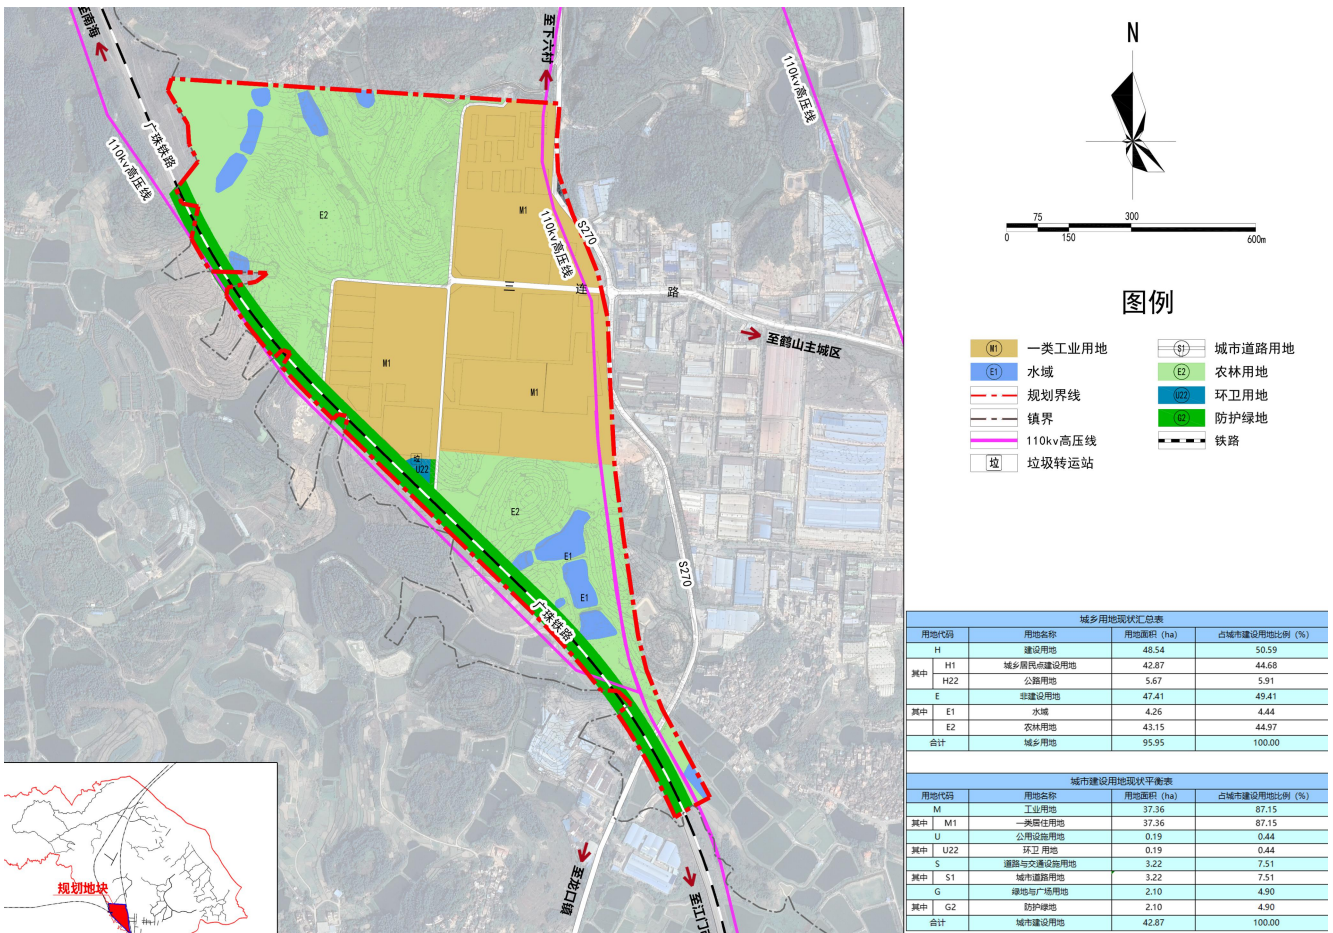 至南海
至下六村
110kv高压线
广珠铁路
110kv高压线
E2
M1
S270
110kv高压线
三连路
至鹤山主城区
M1
M1
垃
U22
E2
E1
E1
S270
广珠铁路
至龙口镇
至江门
规划地块
N
75 300
0 150 600m
图例
M1 一类工业用地
S1 城市道路用地
E1 水域
E2 农林用地
规划界线
U22 环卫用地
镇界
G2 防护绿地
110kv高压线
铁路
垃 垃圾转运站
城乡用地现状汇总表
用地代码 用地名称 用地面积（ha） 占城市建设用地比例（%）
H 建设用地 48.54 50.59
其中 H1 城乡居民点建设用地 42.87 44.68
H22 公路用地 5.67 5.91
E 非建设用地 47.41 49.41
其中 E1 水域 4.26 4.44
E2 农林用地 43.15 44.97
合计 城乡用地 95.95 100.00
城市建设用地现状平衡表
用地代码 用地名称 用地面积（ha） 占城市建设用地比例（%）
M 工业用地 37.36 87.15
其中 M1 一类居住用地 37.36 87.15
U 公用设施用地 0.19 0.44
其中 U22 环卫 用地 0.19 0.44
S 道路与交通设施用地 3.22 7.51
其中 S1 城市道路用地 3.22 7.51
G 绿地与广场用地 2.10 4.90
其中 G2 防护绿地 2.10 4.90
合计 城市建设用地 42.87 100.00